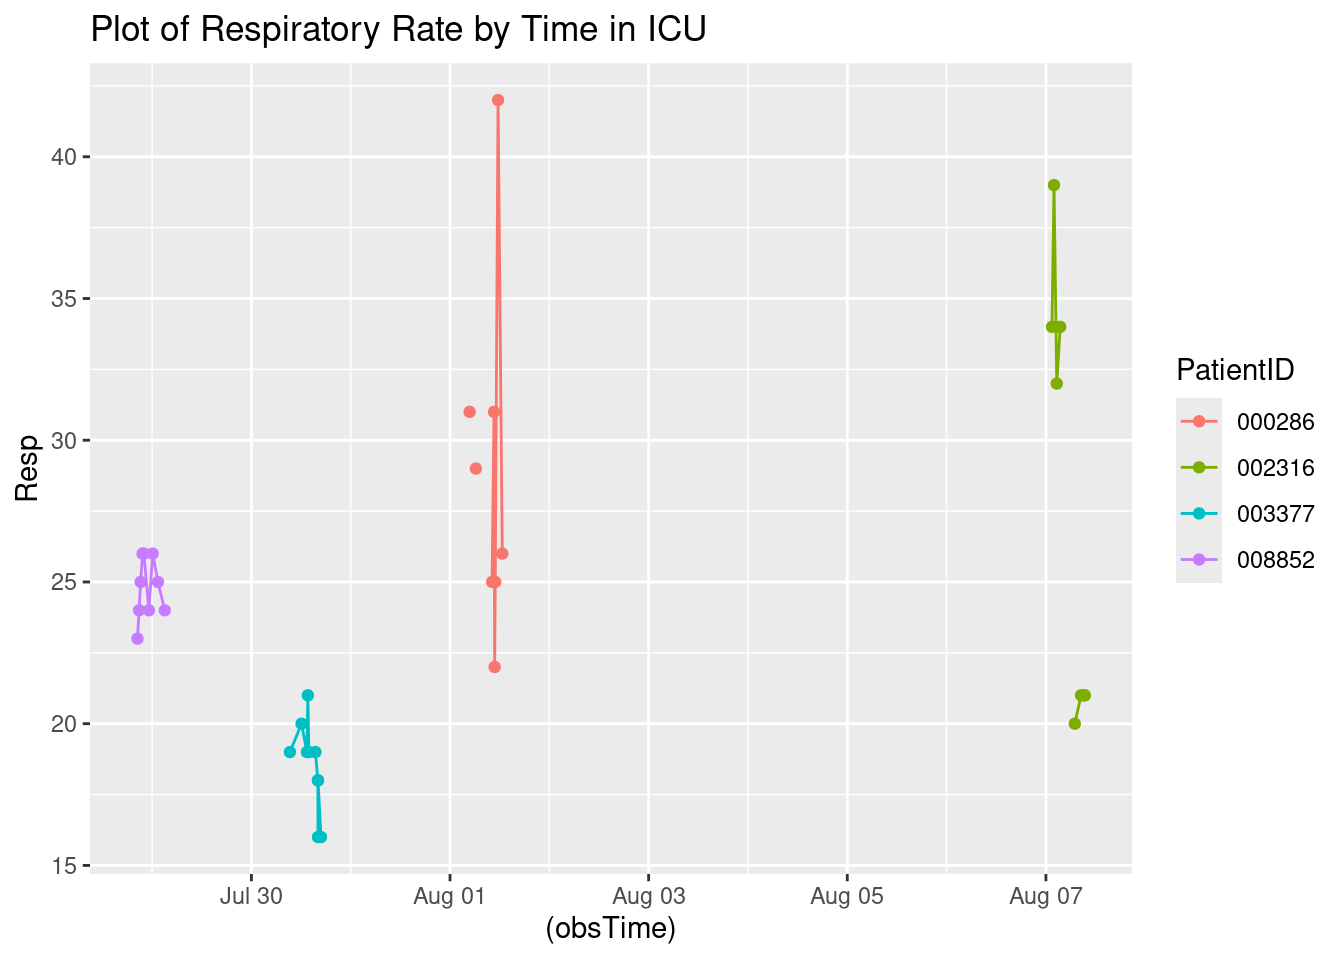 Plot of Respiratory Rate by Time in ICU
40
35
30
25
20
15
Resp
Jul 30
Aug 01
Aug 03
Aug 05
Aug 07
(obsTime)
PatientID
000286
002316
003377
008852